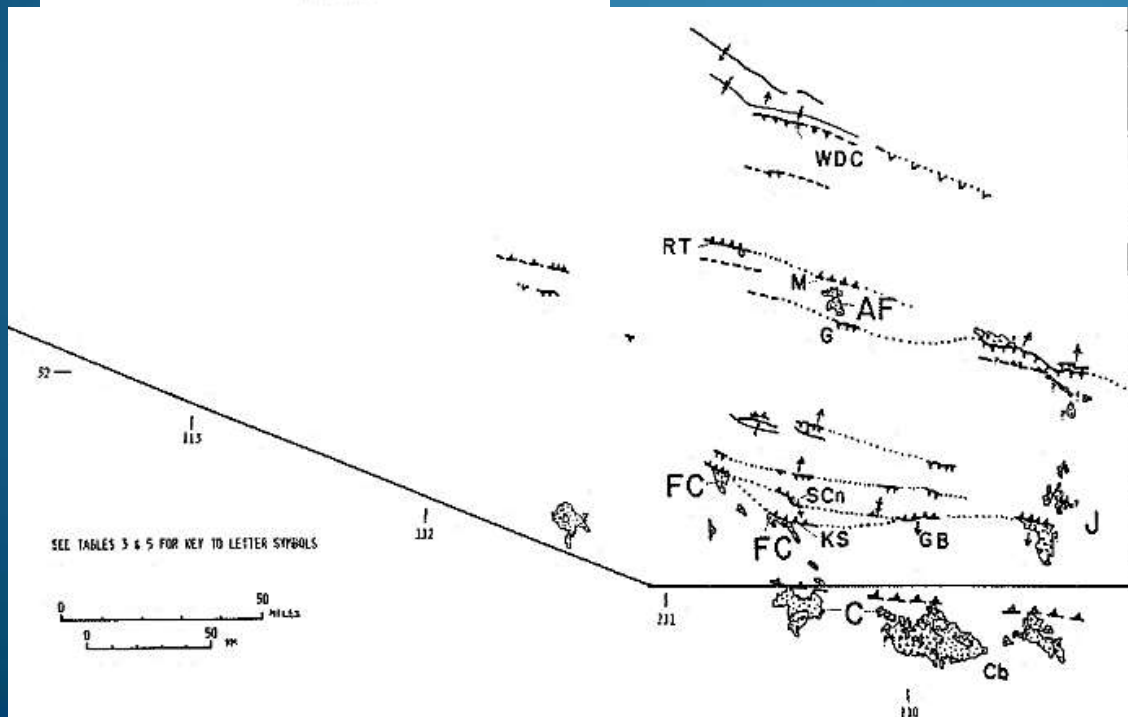 WDC
RT
M
AF
G
32
113
FC
SCn
J
112
SEE TABLES 3 & 5 FOR KEY TO LETTER SYMBOLS
FC
KS
GB
0 50
MILES
0 50
KM
111
C
Cb
110